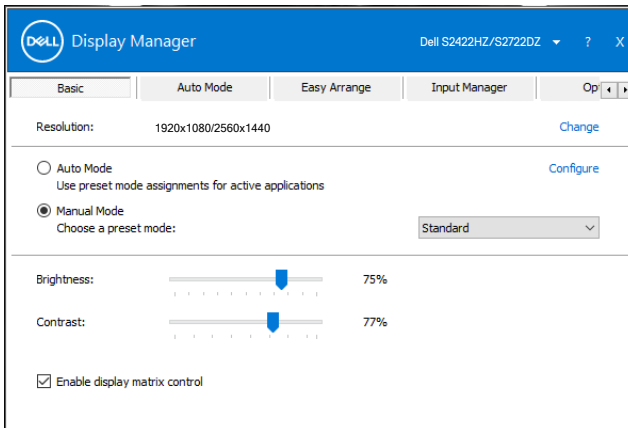 DELL Display Manager Dell S2422HZ/S2722DZ ? X
Basic Auto Mode Easy Arrange Input Manager Op
Resolution: 1920x1080/2560x1440 Change
Auto Mode Configure
Use preset mode assignments for active applications
Manual Mode
Choose a preset mode: Standard
Brightness: 75%
Contrast: 77%
Enable display matrix control